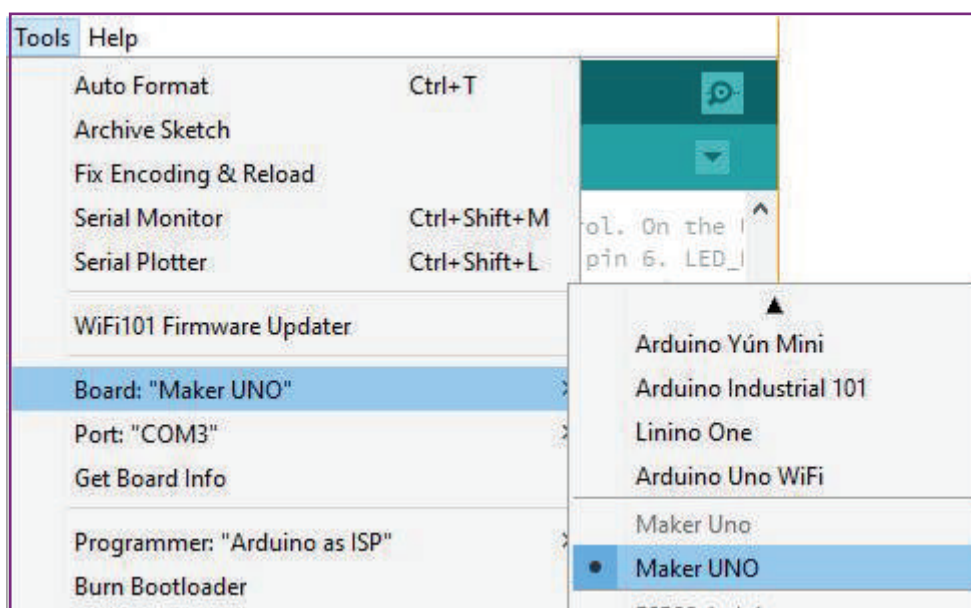 Tools Help
Auto Format Ctrl+T
Archive Sketch
Fix Encoding & Reload
Serial Monitor Ctrl+Shift+M
Serial Plotter Ctrl+Shift+L
ol. On the
pin 6. LED_
WiFi101 Firmware Updater
Board: "Maker UNO"
Port: "COM3"
Get Board Info
Programmer: "Arduino as ISP"
Burn Bootloader
Arduino Yún Mini
Arduino Industrial 101
Linino One
Arduino Uno WiFi
Maker Uno
Maker UNO